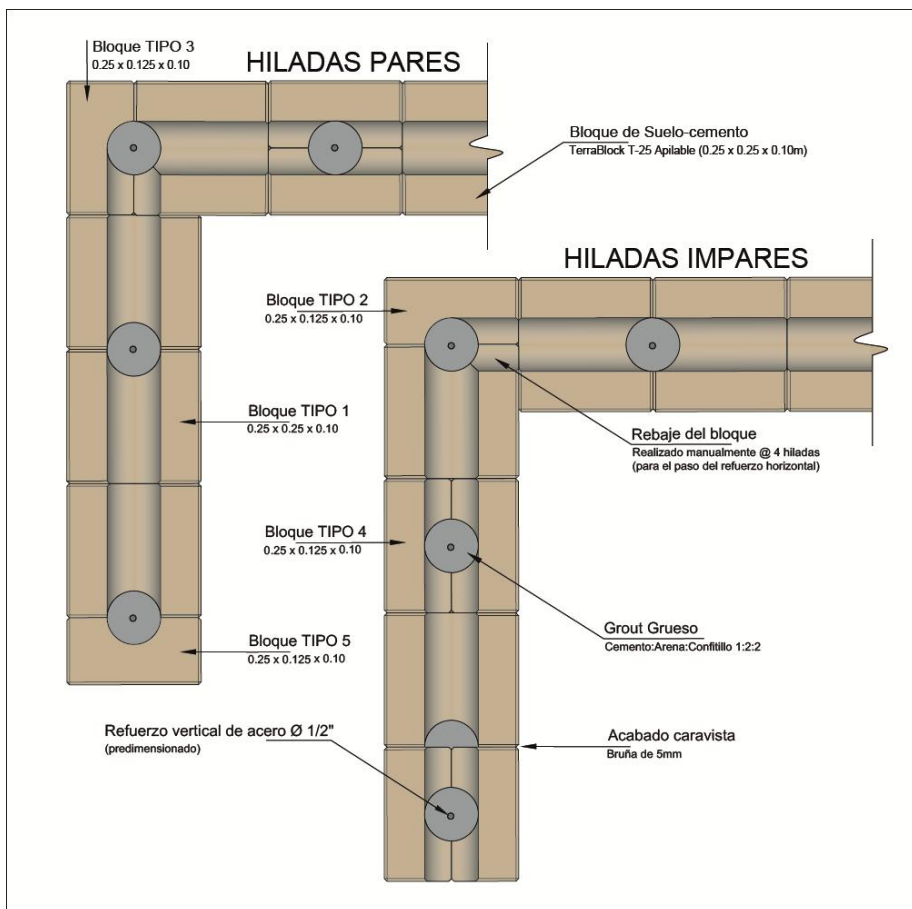 Bloque TIPO 3
0.25 x 0.125 x 0.10
HILADAS PARES
Bloque de Suelo-cemento
TerraBlock T-25 Apilable (0.25 x 0.25 x 0.10m)
HILADAS IMPARES
Bloque TIPO 2
0.25 x 0.125 x 0.10
Bloque TIPO 1
0.25 x 0.25 x 0.10
Rebaje del bloque
Realizado manualmente @ 4 hiladas
(para el paso del refuerzo horizontal)
Bloque TIPO 4
0.25 x 0.125 x 0.10
Grout Grueso
Cemento:Arena:Confitillo 1:2:2
Bloque TIPO 5
0.25 x 0.125 x 0.10
Refuerzo vertical de acero Ø 1/2"
(predimensionado)
Acabado caravista
Bruña de 5mm